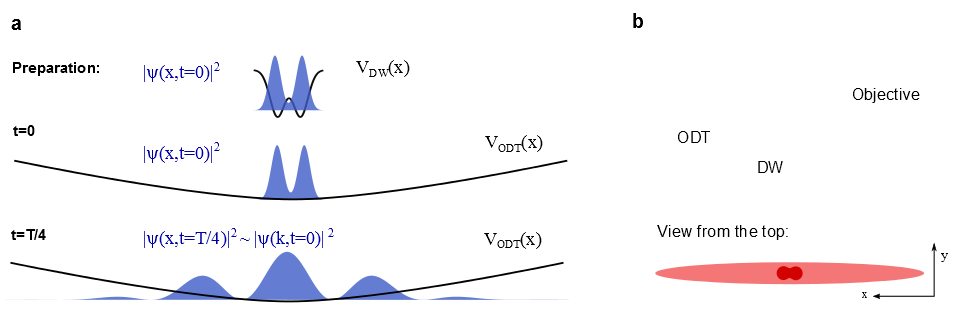 a
Preparation:
|ψ(x,t=0)|²
V_DW(x)
t=0
|ψ(x,t=0)|²
V_ODT(x)
t=T/4
|ψ(x,t=T/4)|² ~ |ψ(k,t=0)|²
V_ODT(x)
b
Objective
ODT
DW
View from the top:
y
x